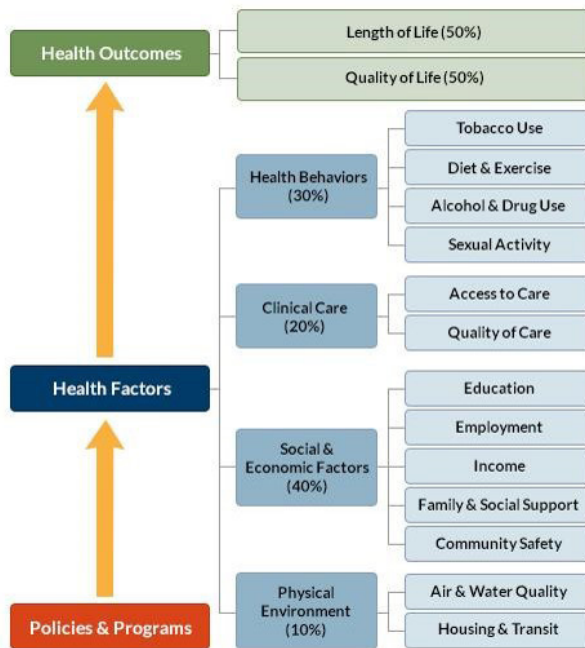 Health Outcomes
Length of Life (50%)
Quality of Life (50%)
Health Factors
Health Behaviors
(30%)
Tobacco Use
Diet & Exercise
Alcohol & Drug Use
Sexual Activity
Clinical Care
(20%)
Access to Care
Quality of Care
Social &
Economic Factors
(40%)
Education
Employment
Income
Family & Social Support
Community Safety
Physical
Environment
(10%)
Air & Water Quality
Housing & Transit
Policies & Programs